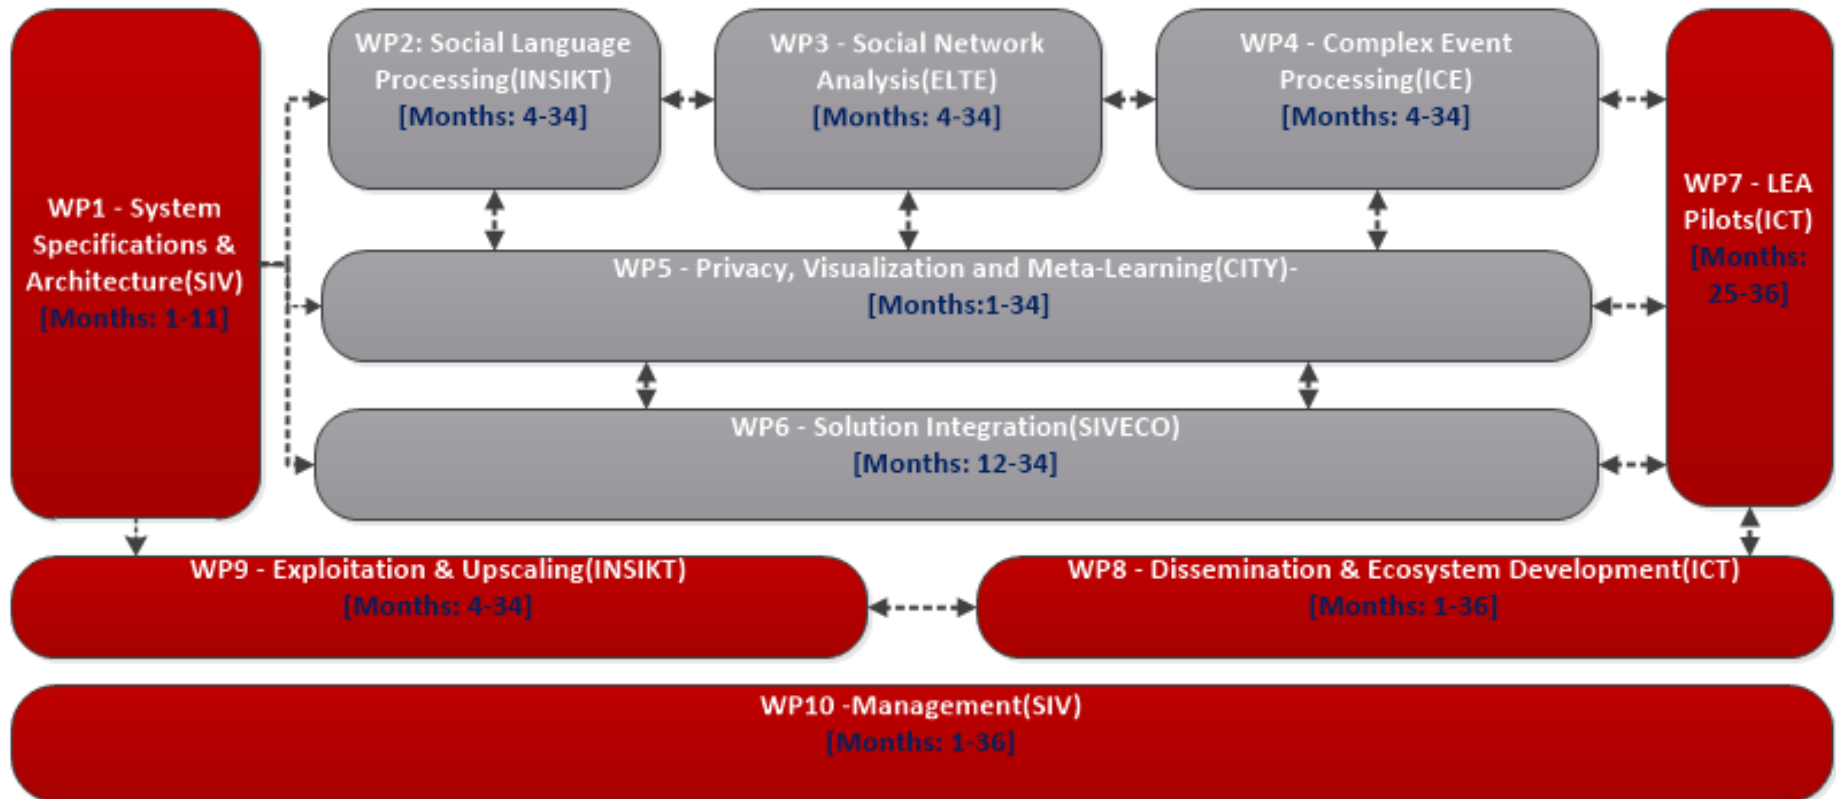 WP1 - System
Specifications &
Architecture(SIV)
[Months: 1-11]
WP2: Social Language
Processing(INSIKT)
[Months: 4-34]
WP3 - Social Network
Analysis(ELTE)
[Months: 4-34]
WP4 - Complex Event
Processing(ICE)
[Months: 4-34]
WP5 - Privacy, Visualization and Meta-Learning(CITY)-
[Months:1-34]
WP6 - Solution Integration(SIVECO)
[Months: 12-34]
WP7 - LEA
Pilots(ICT)
[Months:
25-36]
WP9 - Exploitation & Upscaling(INSIKT)
[Months: 4-34]
WP8 - Dissemination & Ecosystem Development(ICT)
[Months: 1-36]
WP10 -Management(SIV)
[Months: 1-36]